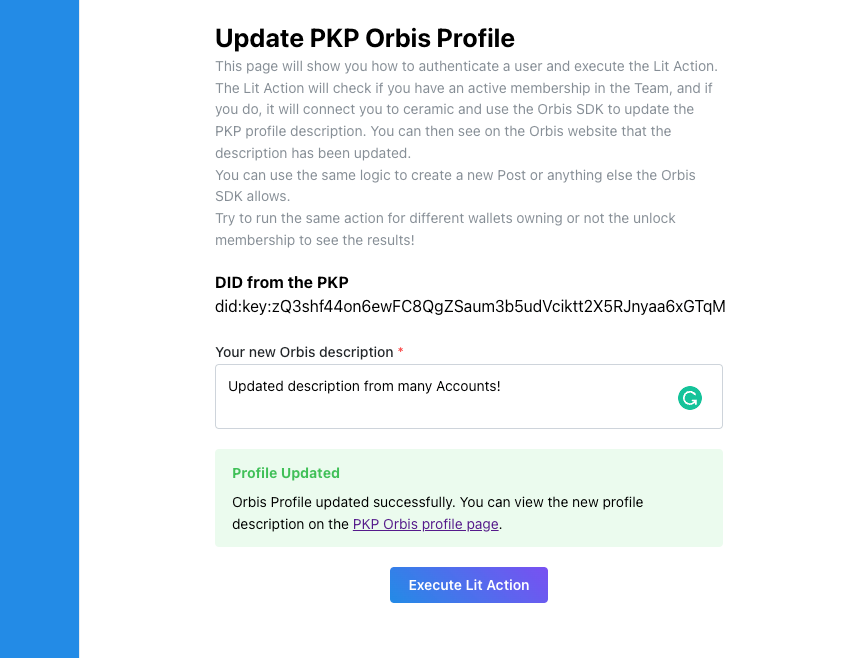 Update PKP Orbis Profile
This page will show you how to authenticate a user and execute the Lit Action.
The Lit Action will check if you have an active membership in the Team, and if
you do, it will connect you to ceramic and use the Orbis SDK to update the
PKP profile description. You can then see on the Orbis website that the
description has been updated.
You can use the same logic to create a new Post or anything else the Orbis
SDK allows.
Try to run the same action for different wallets owning or not the unlock
membership to see the results!
DID from the PKP
did:key:zQ3shf44on6ewFC8QgZSaum3b5udVciktt2X5RJnyaa6xGTqM
Your new Orbis description *
Updated description from many Accounts!
Profile Updated
Orbis Profile updated successfully. You can view the new profile
description on the PKP Orbis profile page.
Execute Lit Action